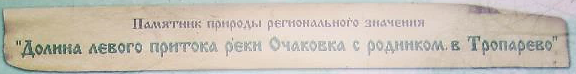 Памятник природы регионального значения
"Долина левого притока реки Очаковка с родником в Тропарево"